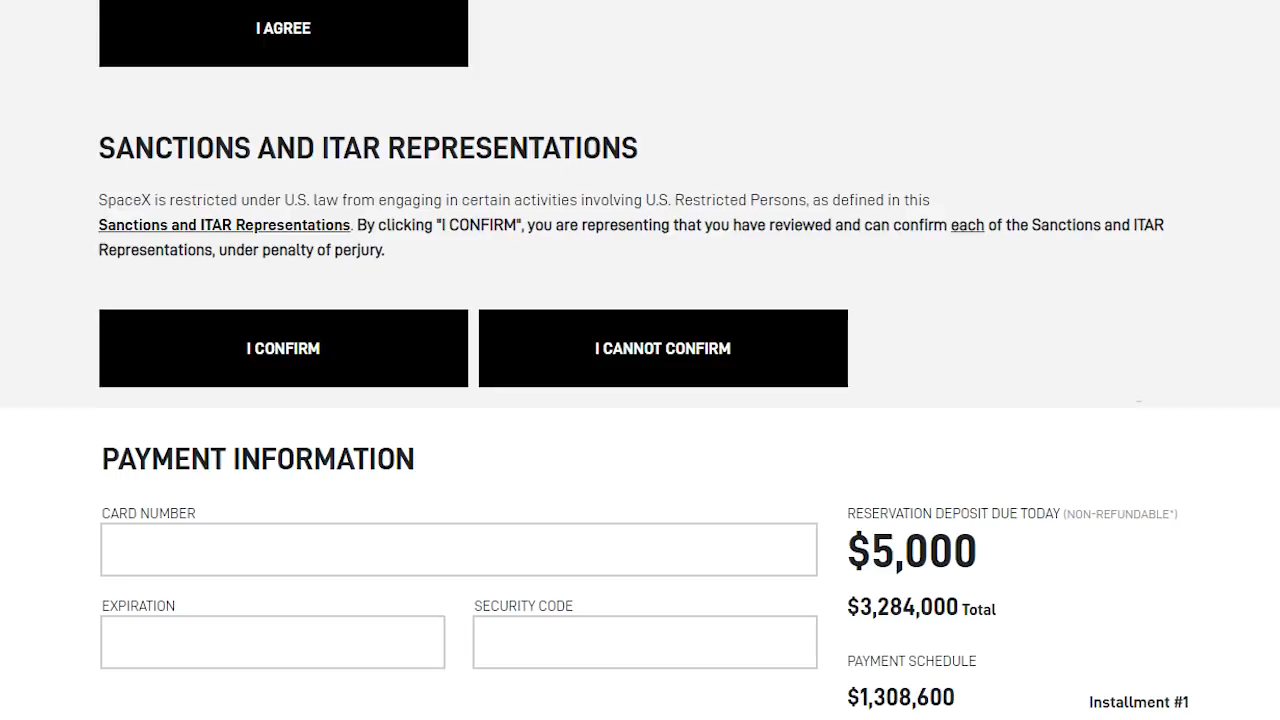 I AGREE
SANCTIONS AND ITAR REPRESENTATIONS
SpaceX is restricted under U.S. law from engaging in certain activities involving U.S. Restricted Persons, as defined in this
Sanctions and ITAR Representations. By clicking "I CONFIRM", you are representing that you have reviewed and can confirm each of the Sanctions and ITAR
Representations, under penalty of perjury.
I CONFIRM
I CANNOT CONFIRM
PAYMENT INFORMATION
CARD NUMBER
EXPIRATION
SECURITY CODE
RESERVATION DEPOSIT DUE TODAY (NON-REFUNDABLE*)
$5,000
$3,284,000 Total
PAYMENT SCHEDULE
$1,308,600 Installment #1